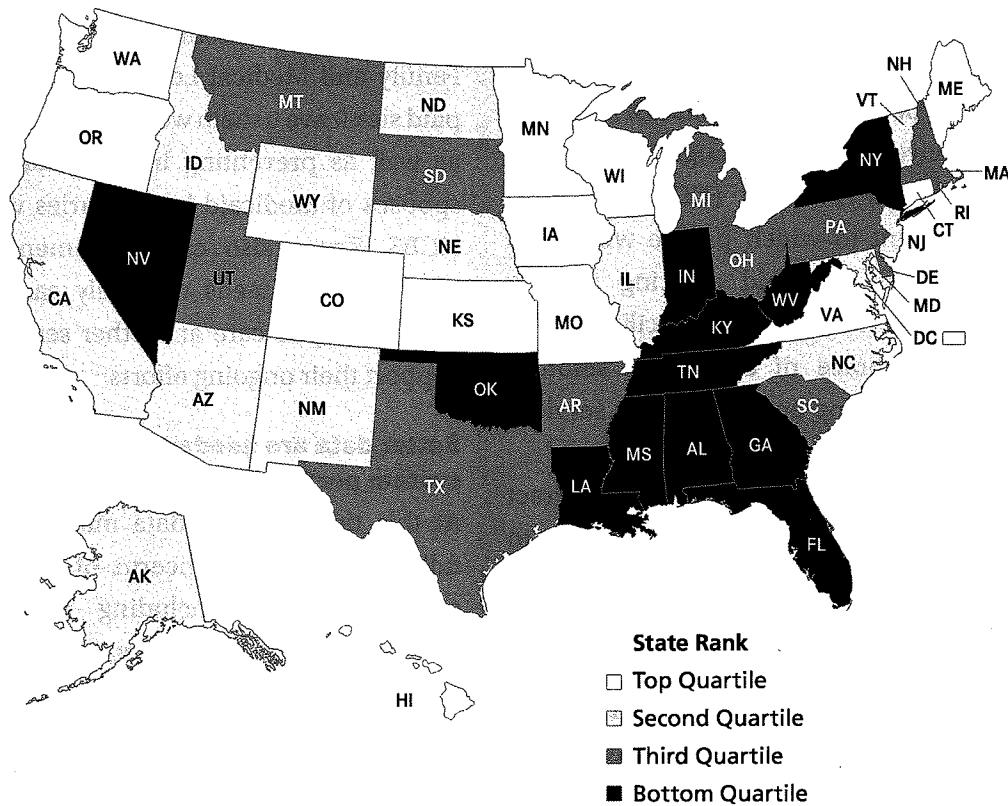 WA
MT
ND
MN
OR
ID
SD
WI
WY
MI
NH
VT
ME
NY
MA
RI
CT
NV
UT
NE
IA
PA
NJ
CA
CO
IL
IN
OH
DE
MD
WV
VA
DC
KS
MO
KY
AZ
NM
OK
AR
TN
NC
SC
TX
LA
MS
AL
GA
FL
AK
HI
their ongoing efforts.
State Rank
Top Quartile
Second Quartile
Third Quartile
Bottom Quartile